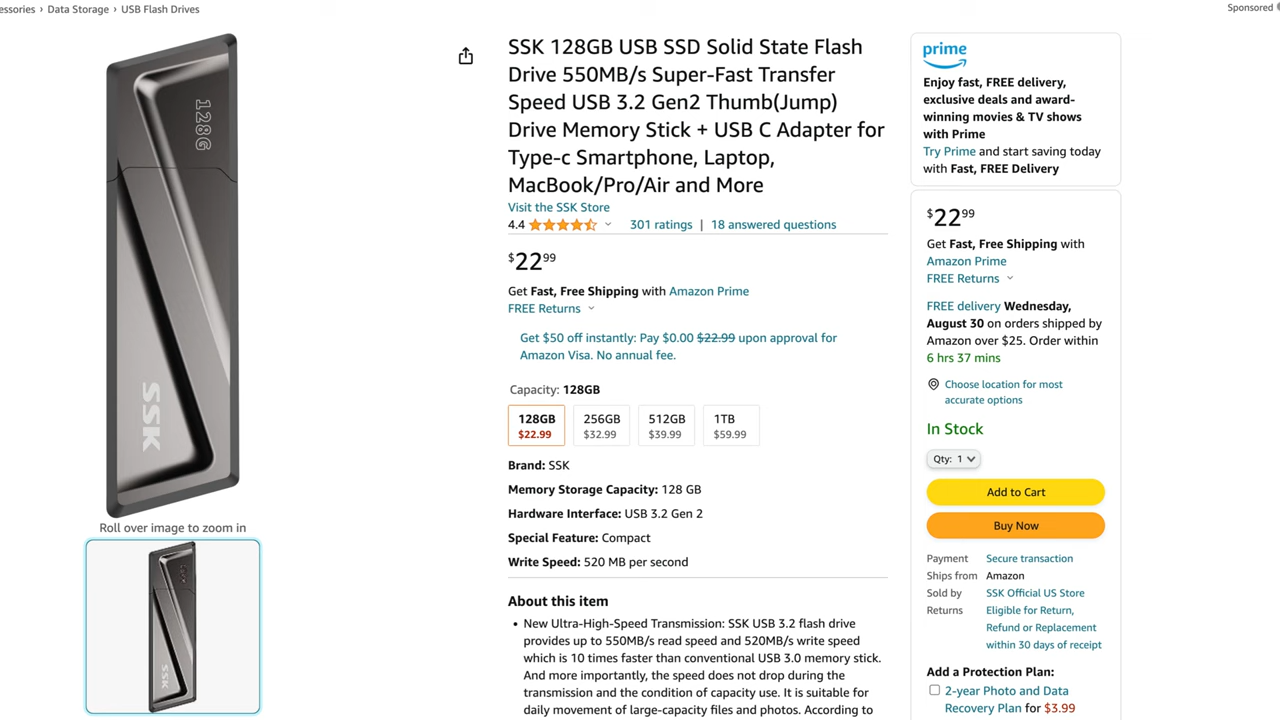 essories › Data Storage › USB Flash Drives
Sponsored
128G
SSK
Roll over image to zoom in
SSK
SSK 128GB USB SSD Solid State Flash
Drive 550MB/s Super-Fast Transfer
Speed USB 3.2 Gen2 Thumb(Jump)
Drive Memory Stick + USB C Adapter for
Type-c Smartphone, Laptop,
MacBook/Pro/Air and More
Visit the SSK Store
4.4 301 ratings | 18 answered questions
$22 99
Get Fast, Free Shipping with Amazon Prime
FREE Returns
Get $50 off instantly: Pay $0.00 $22.99 upon approval for
Amazon Visa. No annual fee.
Capacity: 128GB
128GB 256GB 512GB 1TB
$22.99 $32.99 $39.99 $59.99
Brand: SSK
Memory Storage Capacity: 128 GB
Hardware Interface: USB 3.2 Gen 2
Special Feature: Compact
Write Speed: 520 MB per second
About this item
• New Ultra-High-Speed Transmission: SSK USB 3.2 flash drive
provides up to 550MB/s read speed and 520MB/s write speed
which is 10 times faster than conventional USB 3.0 memory stick.
And more importantly, the speed does not drop during the
transmission and the condition of capacity use. It is suitable for
daily movement of large-capacity files and photos. According to
prime
Enjoy fast, FREE delivery,
exclusive deals and award-
winning movies & TV shows
with Prime
Try Prime and start saving today
with Fast, FREE Delivery
$22 99
Get Fast, Free Shipping with
Amazon Prime
FREE Returns
FREE delivery Wednesday,
August 30 on orders shipped by
Amazon over $25. Order within
6 hrs 37 mins
Choose location for most
accurate options
In Stock
Qty: 1
Add to Cart
Buy Now
Payment Secure transaction
Ships from Amazon
Sold by SSK Official US Store
Returns Eligible for Return,
Refund or Replacement
within 30 days of receipt
Add a Protection Plan:
2-year Photo and Data
Recovery Plan for $3.99